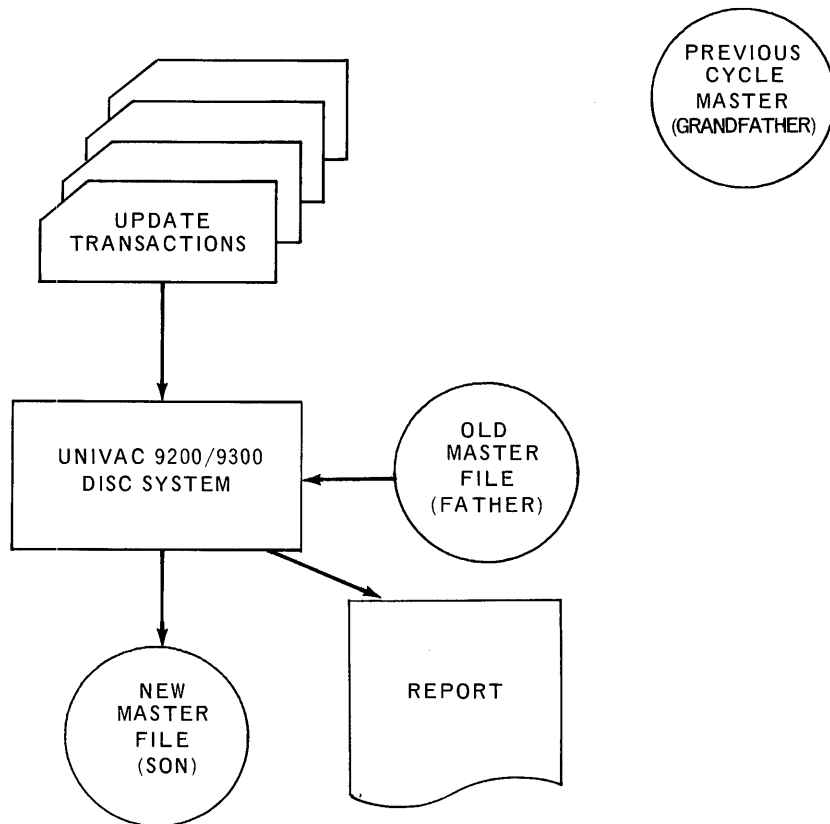 PREVIOUS
CYCLE
MASTER
(GRANDFATHER)
UPDATE
TRANSACTIONS
UNIVAC 9200/9300
DISC SYSTEM
OLD
MASTER
FILE
(FATHER)
NEW
MASTER
FILE
(SON)
REPORT